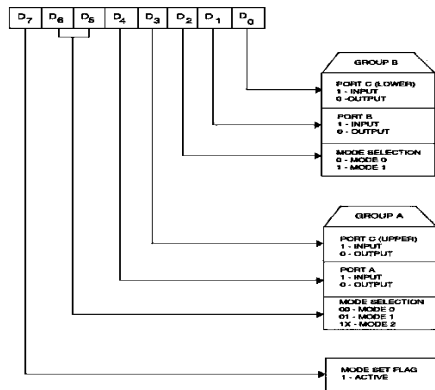 D7 D6 D5 D4 D3 D2 D1 D0
GROUP B
PORT C (LOWER)
1 - INPUT
0 -OUTPUT
PORT B
1 - INPUT
0 - OUTPUT
MODE SELECTION
0 - MODE 0
1 - MODE 1
GROUP A
PORT C (UPPER)
1 - INPUT
0 - OUTPUT
PORT A
1 - INPUT
0 - OUTPUT
MODE SELECTION
00 - MODE 0
01 - MODE 1
1X - MODE 2
MODE SET FLAG
1 - ACTIVE